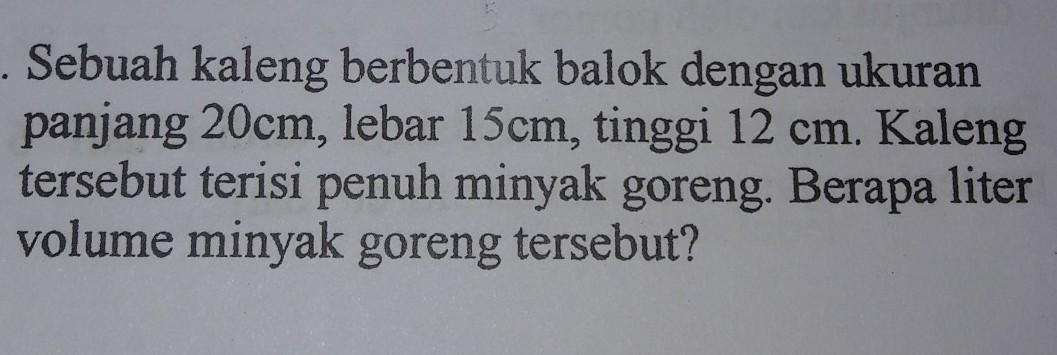 . Sebuah kaleng berbentuk balok dengan ukuran
panjang 20cm, lebar 15cm, tinggi 12 cm. Kaleng
tersebut terisi penuh minyak goreng. Berapa liter
volume minyak goreng tersebut?